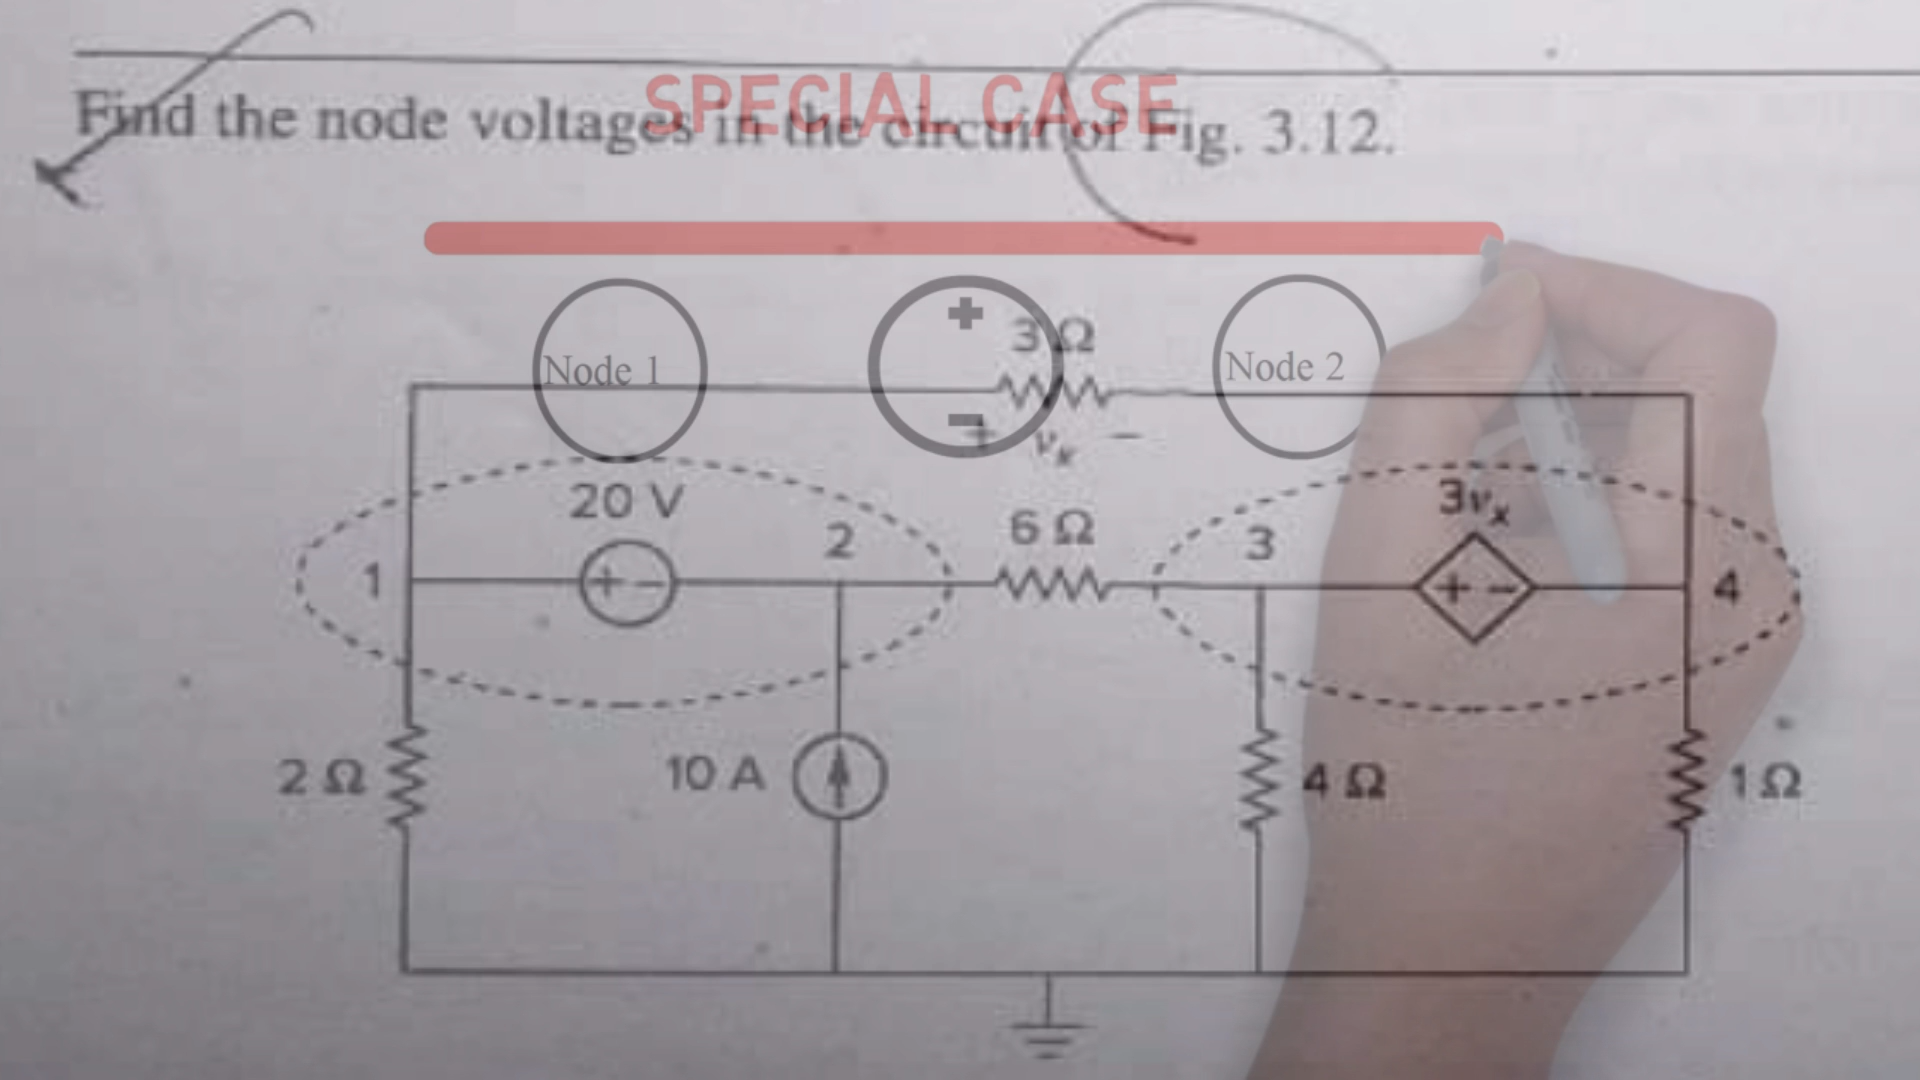 SPECIAL CASE
Find the node voltages in the circuit of Fig. 3.12.
Node 1
+
−
Node 2
3 Ω
+ vx −
20 V
2
6 Ω
3
3vx
1
+ −
+ −
4
2 Ω
10 A
4 Ω
1 Ω